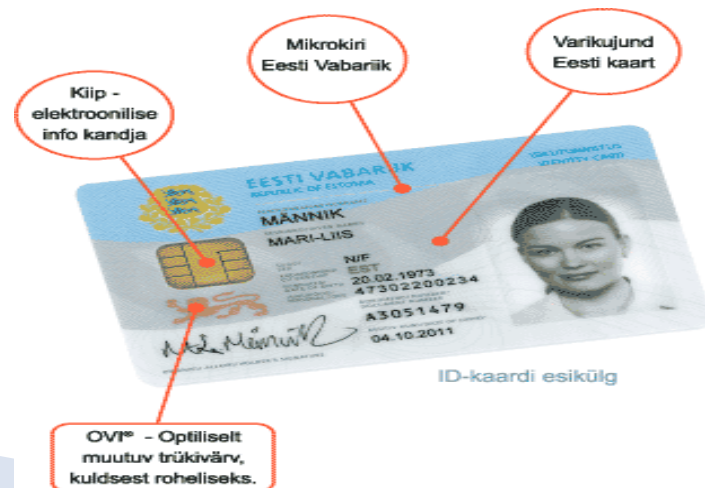 Mikrokiri
Eesti Vabariik
Varikujund
Eesti kaart
Kiip -
elektroonilise
info kandja
EESTI VABARIIK
REPUBLIC OF ESTONIA
ISIKUTUNNISTUS
IDENTITY CARD
MÄNNIK
MARI-LIIS
N/F
EST
20.02.1973
47302200234
A3051479
04.10.2011
ID-kaardi esikülg
OVI® - Optiliselt
muutuv trükivärv,
kuldsest roheliseks.